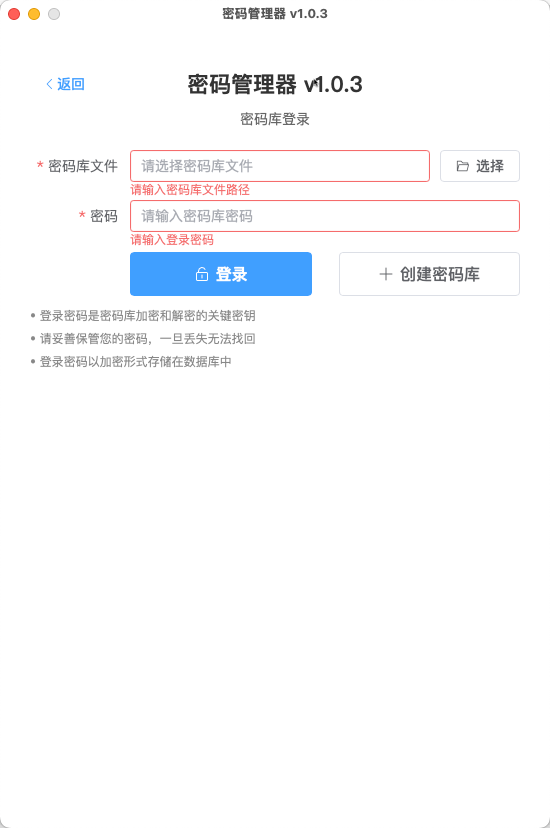 密码管理器 v1.0.3
返回
密码管理器 v1.0.3
密码库登录
* 密码库文件 请选择密码库文件 选择
请输入密码库文件路径
* 密码 请输入密码库密码
请输入登录密码
登录 创建密码库
• 登录密码是密码库加密和解密的关键密钥
• 请妥善保管您的密码，一旦丢失无法找回
• 登录密码以加密形式存储在数据库中